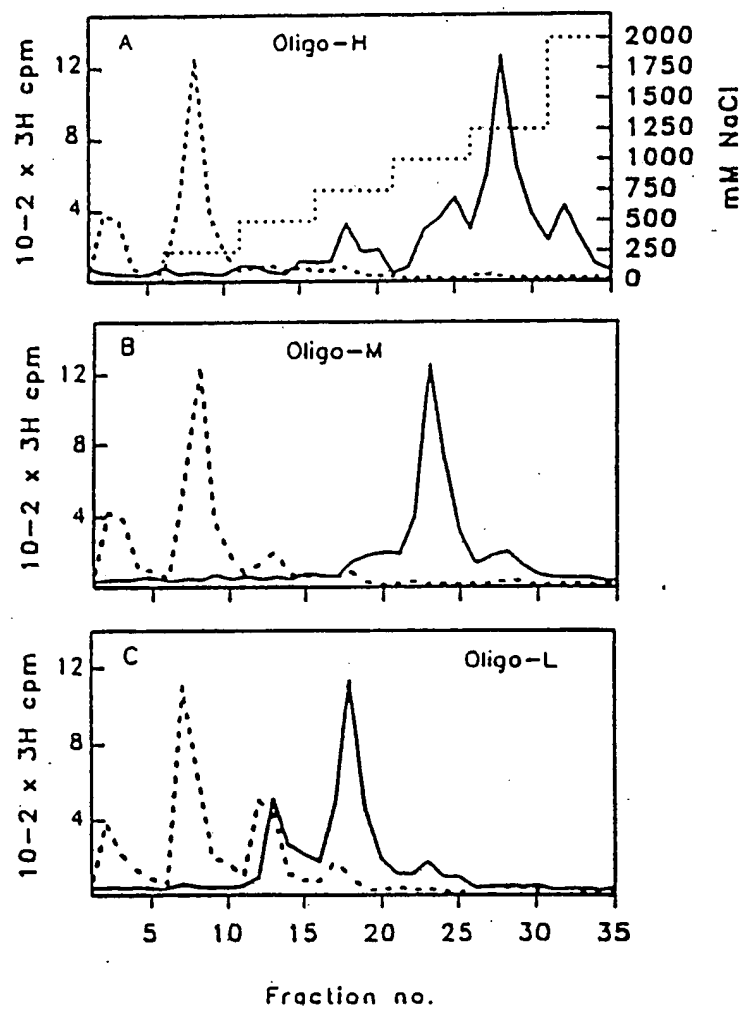 A
Oligo-H
10-2 x 3H cpm
12
8
4
2000
1750
1500
1250
1000
750
500
250
0
mM NaCl
B
Oligo-M
10-2 x 3H cpm
12
8
4
C
Oligo-L
10-2 x 3H cpm
12
8
4
5 10 15 20 25 30 35
Fraction no.